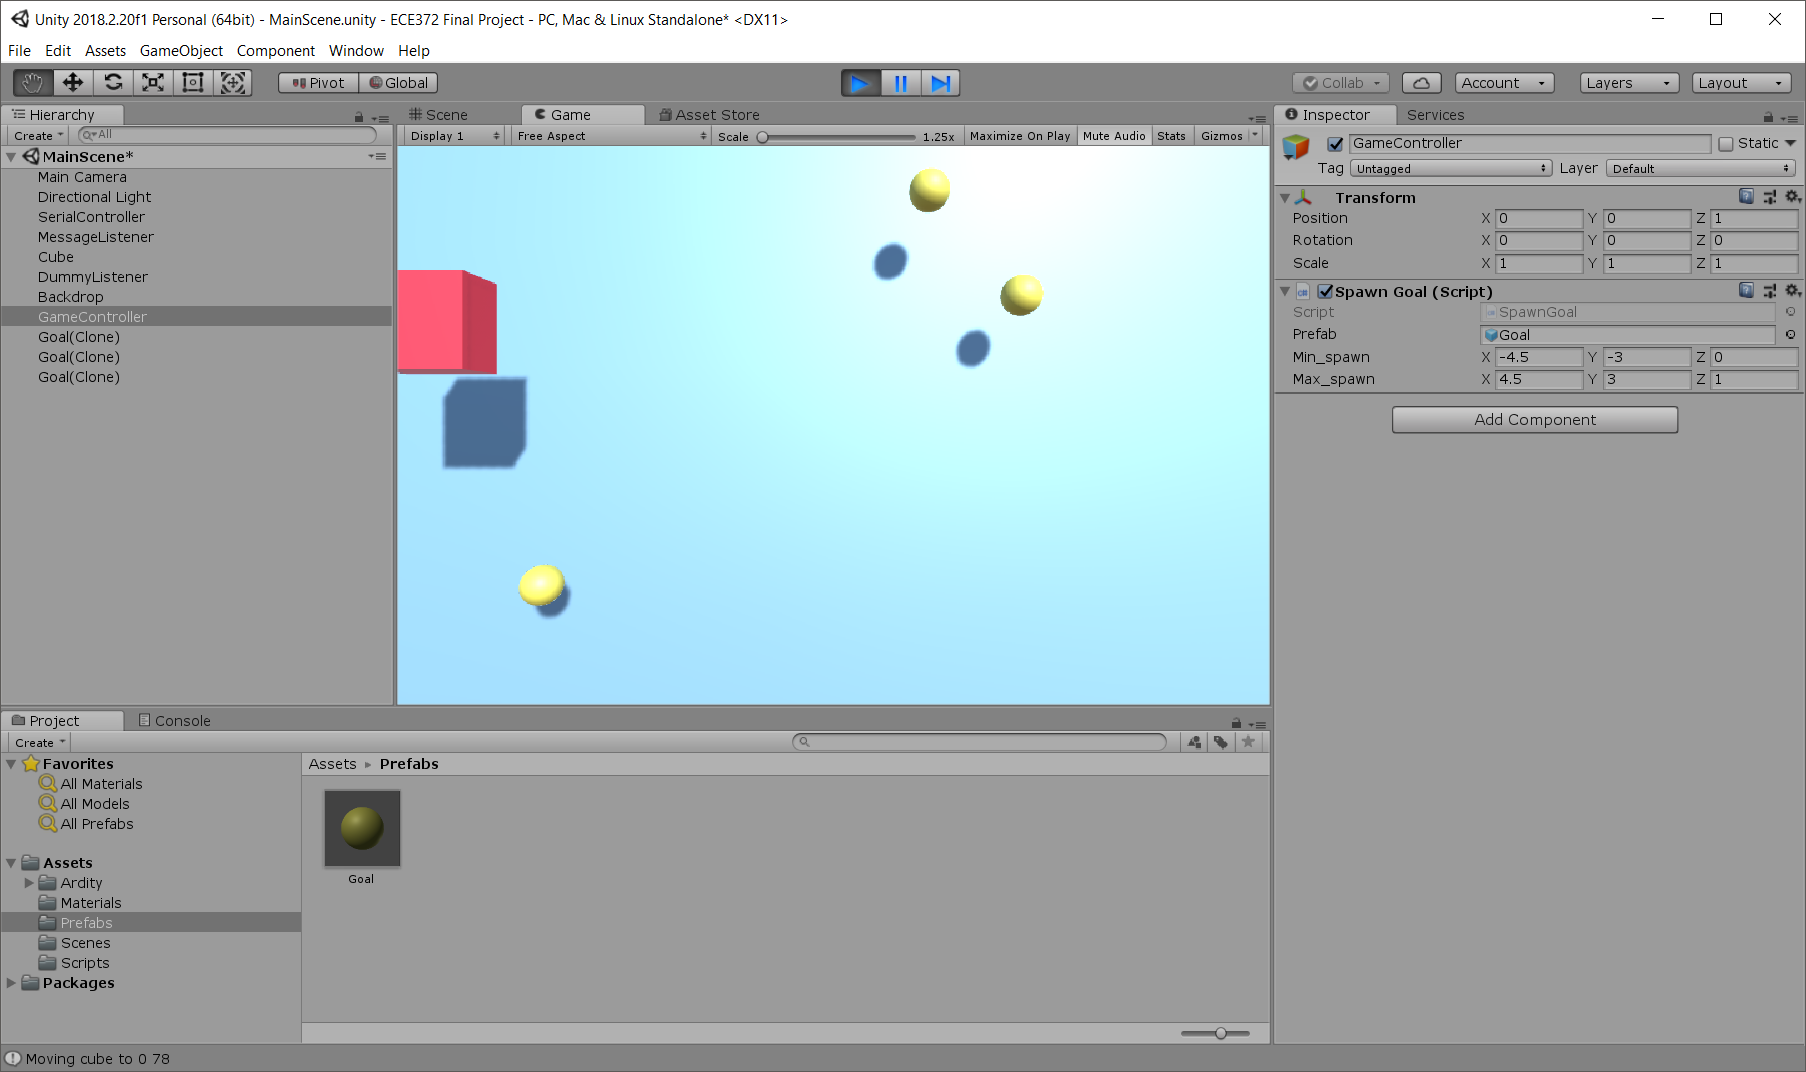 Unity 2018.2.20f1 Personal (64bit) - MainScene.unity - ECE372 Final Project - PC, Mac & Linux Standalone* <DX11>
File Edit Assets GameObject Component Window Help
Pivot Global Collab Account Layers Layout
Hierarchy
Create All
MainScene*
Main Camera
Directional Light
SerialController
MessageListener
Cube
DummyListener
Backdrop
GameController
Goal(Clone)
Goal(Clone)
Goal(Clone)
Scene Game Asset Store
Display 1 Free Aspect Scale 1.25x Maximize On Play Mute Audio Stats Gizmos
Inspector Services
GameController Static
Tag Untagged Layer Default
Transform
Position X 0 Y 0 Z 1
Rotation X 0 Y 0 Z 0
Scale X 1 Y 1 Z 1
Spawn Goal (Script)
Script SpawnGoal
Prefab Goal
Min_spawn X -4.5 Y -3 Z 0
Max_spawn X 4.5 Y 3 Z 1
Add Component
Project Console
Create
Favorites
All Materials
All Models
All Prefabs
Assets
Ardity
Materials
Prefabs
Scenes
Scripts
Packages
Assets Prefabs
Goal
Moving cube to 0 78